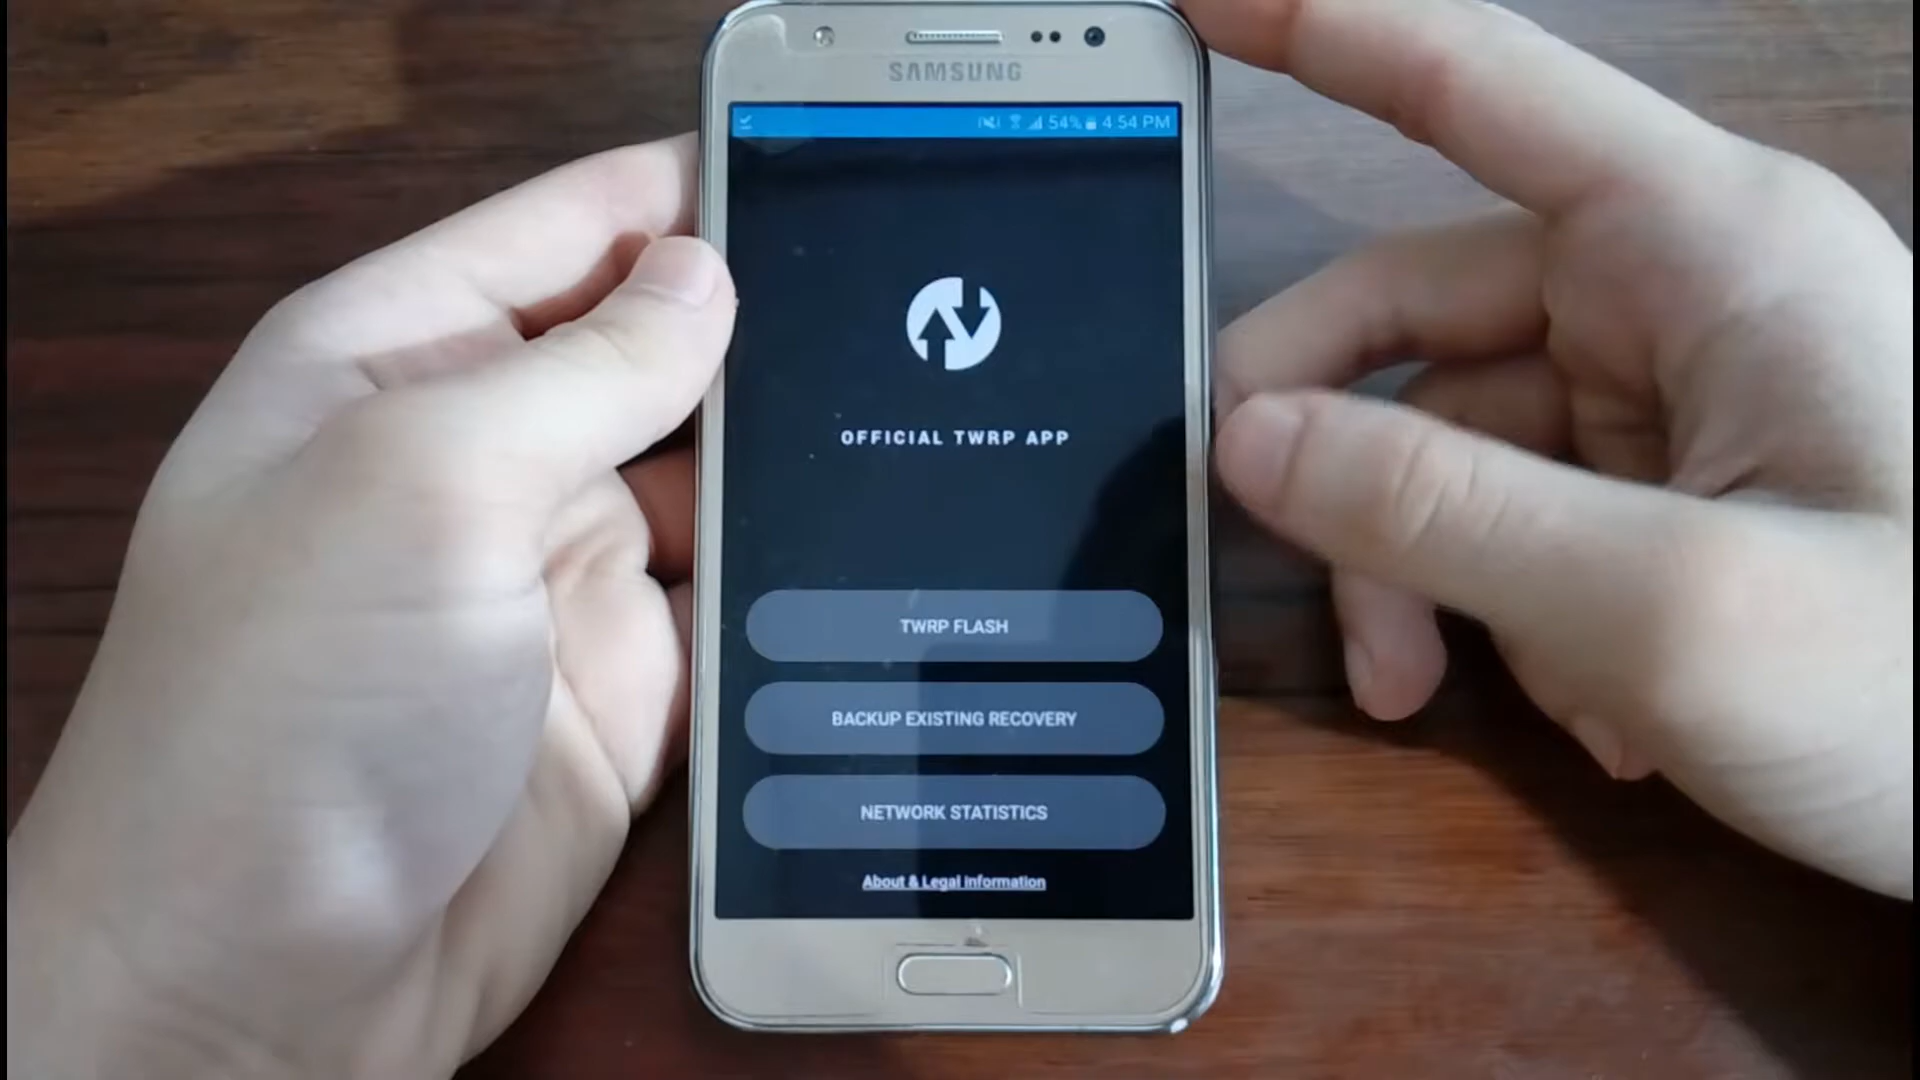 SAMSUNG
54% 4:54 PM
OFFICIAL TWRP APP
TWRP FLASH
BACKUP EXISTING RECOVERY
NETWORK STATISTICS
About & Legal information